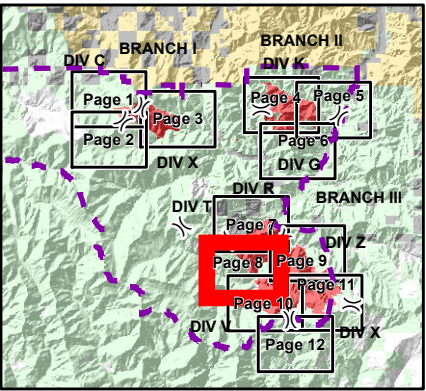 BRANCH I
BRANCH II
DIV C
DIV K
Page 1
Page 2
Page 3
Page 4
Page 5
Page 6
DIV X
DIV G
DIV R
DIV T
BRANCH III
Page 7
DIV Z
Page 8
Page 9
Page 10
Page 11
DIV V
DIV X
Page 12